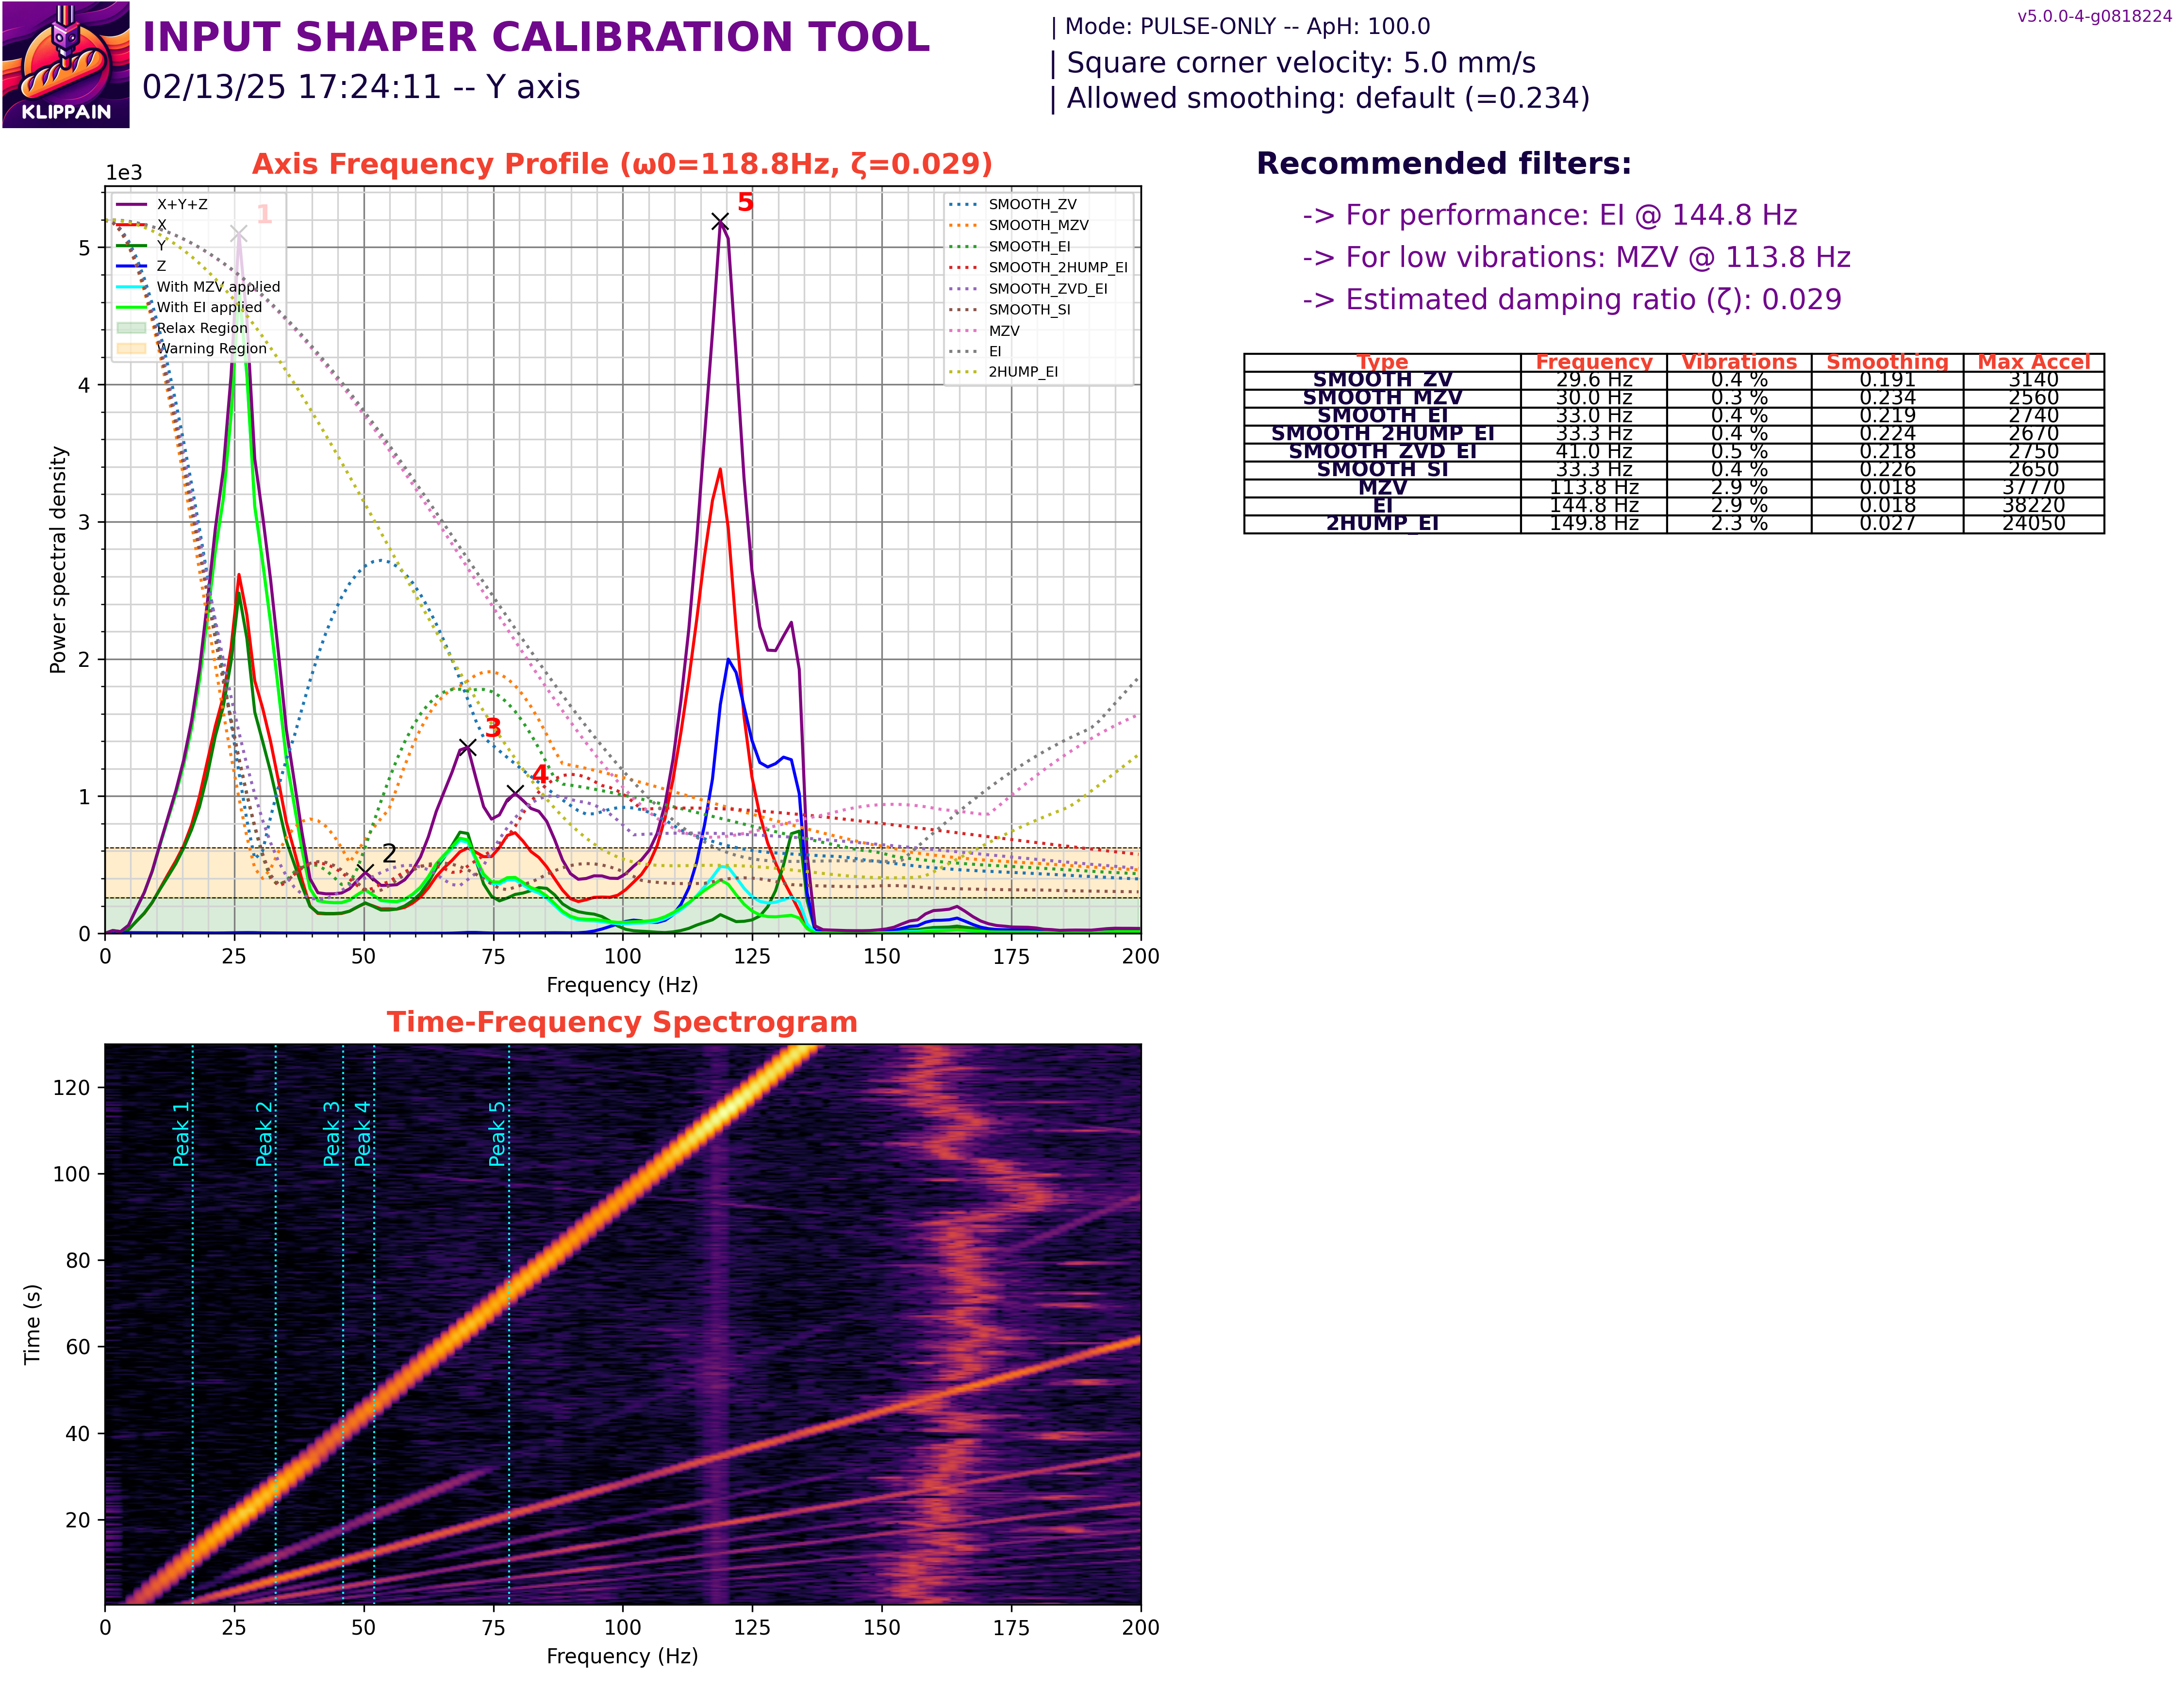 KLIPPAIN
INPUT SHAPER CALIBRATION TOOL
02/13/25 17:24:11 -- Y axis
| Mode: PULSE-ONLY -- ApH: 100.0
| Square corner velocity: 5.0 mm/s
| Allowed smoothing: default (=0.234)
v5.0.0-4-g0818224
Axis Frequency Profile (ω0=118.8Hz, ζ=0.029)
1e3
X+Y+Z
X
Y
Z
With MZV applied
With EI applied
Relax Region
Warning Region
SMOOTH_ZV
SMOOTH_MZV
SMOOTH_EI
SMOOTH_2HUMP_EI
SMOOTH_ZVD_EI
SMOOTH_SI
MZV
EI
2HUMP_EI
1
2
3
4
5
Power spectral density
5
4
3
2
1
0
0 25 50 75 100 125 150 175 200
Frequency (Hz)
Recommended filters:
-> For performance: EI @ 144.8 Hz
-> For low vibrations: MZV @ 113.8 Hz
-> Estimated damping ratio (ζ): 0.029
Type Frequency Vibrations Smoothing Max Accel
SMOOTH_ZV 29.6 Hz 0.4 % 0.191 3140
SMOOTH_MZV 30.0 Hz 0.3 % 0.234 2560
SMOOTH_EI 33.0 Hz 0.4 % 0.219 2740
SMOOTH_2HUMP_EI 33.3 Hz 0.4 % 0.224 2670
SMOOTH_ZVD_EI 41.0 Hz 0.5 % 0.218 2750
SMOOTH_SI 33.3 Hz 0.4 % 0.226 2650
MZV 113.8 Hz 2.9 % 0.018 37770
EI 144.8 Hz 2.9 % 0.018 38220
2HUMP_EI 149.8 Hz 2.3 % 0.027 24050
Time-Frequency Spectrogram
Time (s)
120
100
80
60
40
20
Peak 1
Peak 2
Peak 3
Peak 4
Peak 5
0 25 50 75 100 125 150 175 200
Frequency (Hz)